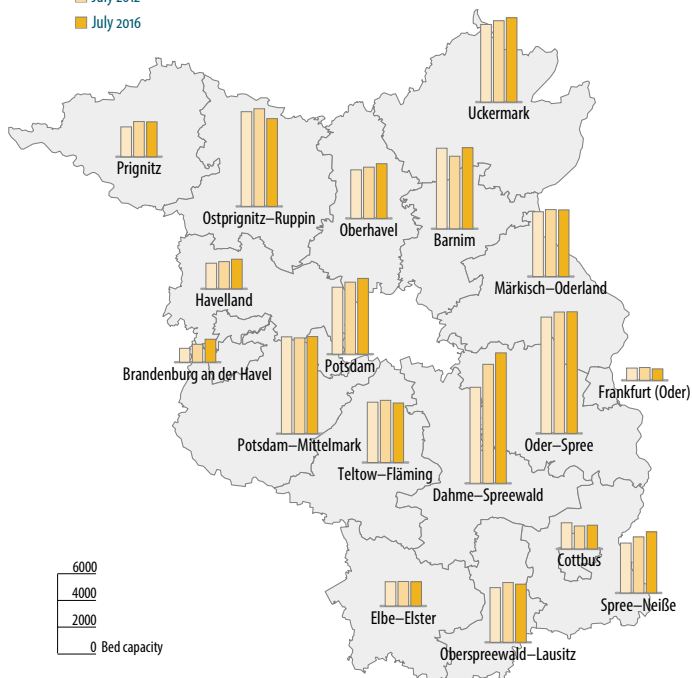 July 2012
July 2016
Uckermark
Prignitz
Ostprignitz–Ruppin
Oberhavel
Barnim
Märkisch–Oderland
Havelland
Potsdam
Brandenburg an der Havel
Frankfurt (Oder)
Potsdam–Mittelmark
Oder–Spree
Teltow–Fläming
Dahme–Spreewald
Cottbus
6000
4000
2000
0 Bed capacity
Spree–Neiße
Elbe–Elster
Oberspreewald–Lausitz